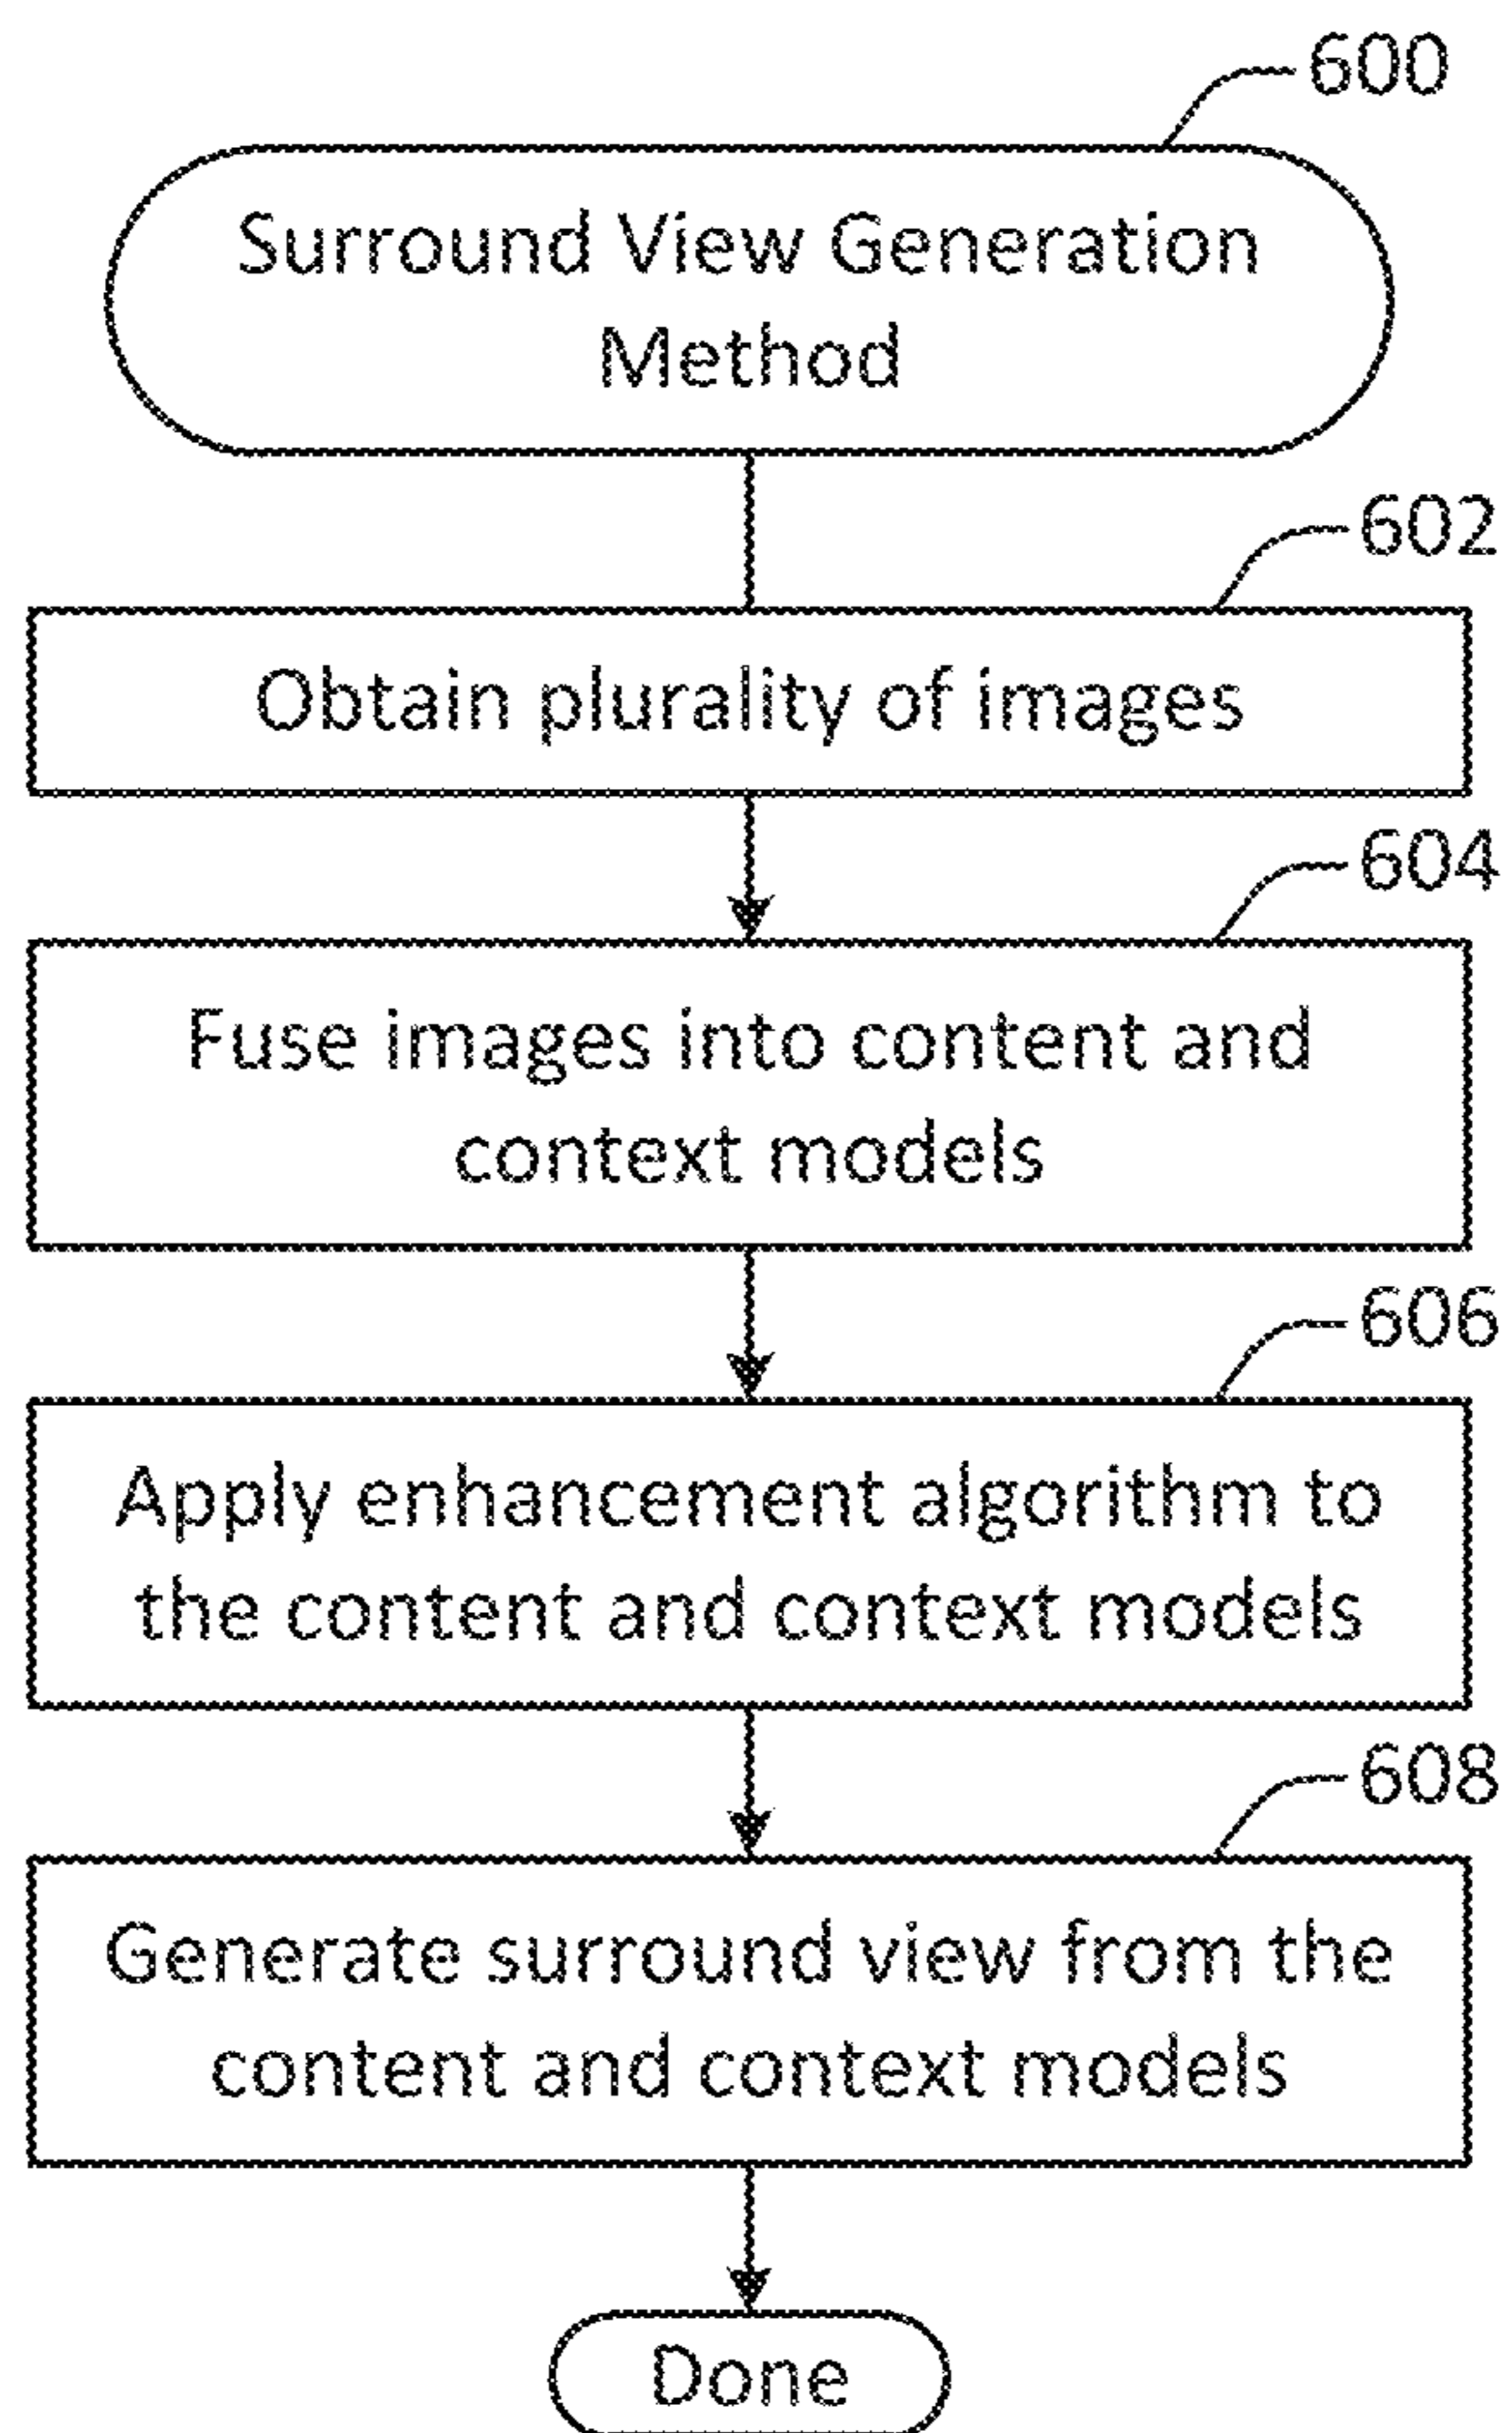 600
Surround View Generation
Method
602
Obtain plurality of images
604
Fuse images into content and
context models
606
Apply enhancement algorithm to
the content and context models
608
Generate surround view from the
content and context models
Done